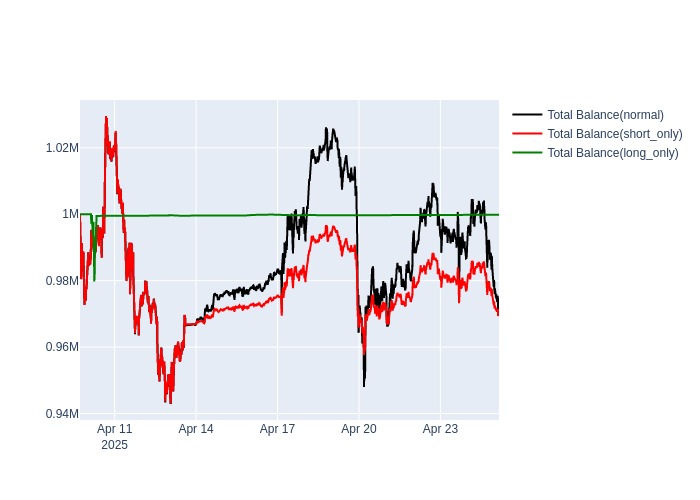 Total Balance(normal)
Total Balance(short_only)
Total Balance(long_only)
1.02M
1M
0.98M
0.96M
0.94M
Apr 11
2025
Apr 14
Apr 17
Apr 20
Apr 23